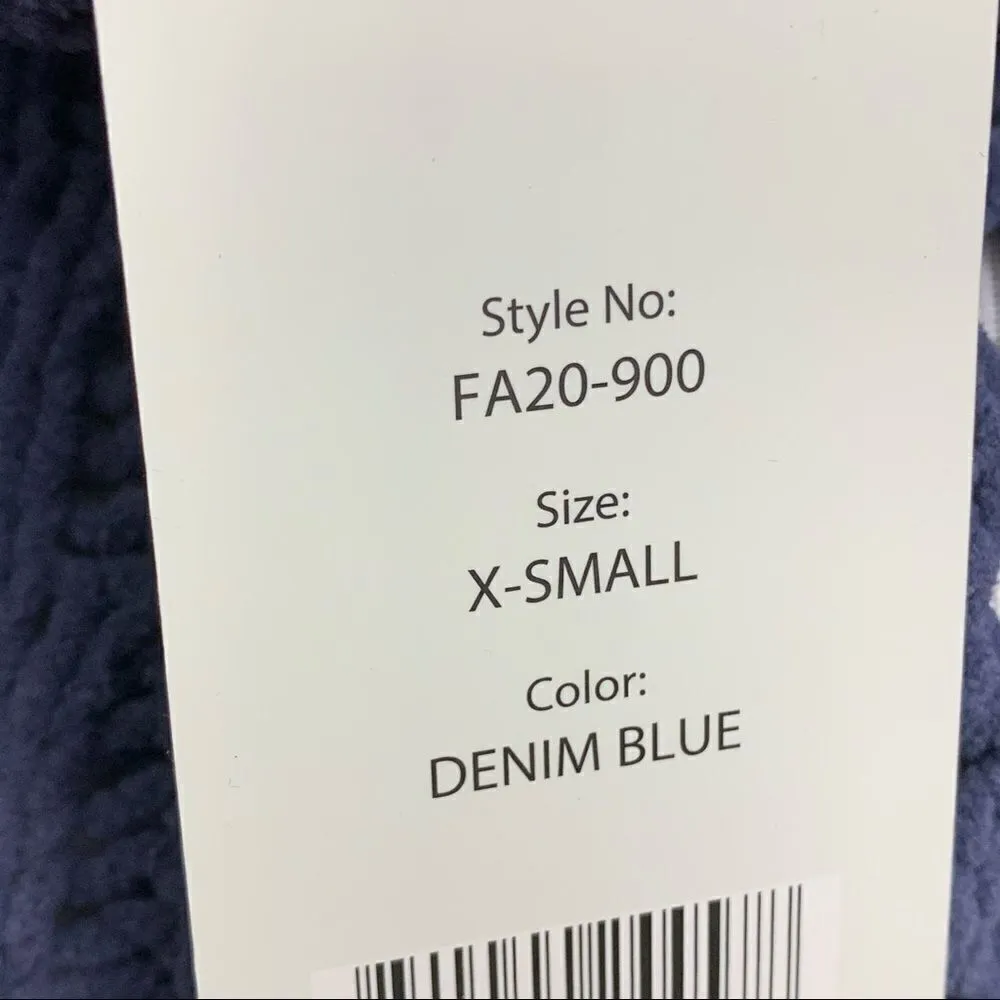 Style No:
FA20-900
Size:
X-SMALL
Color:
DENIM BLUE